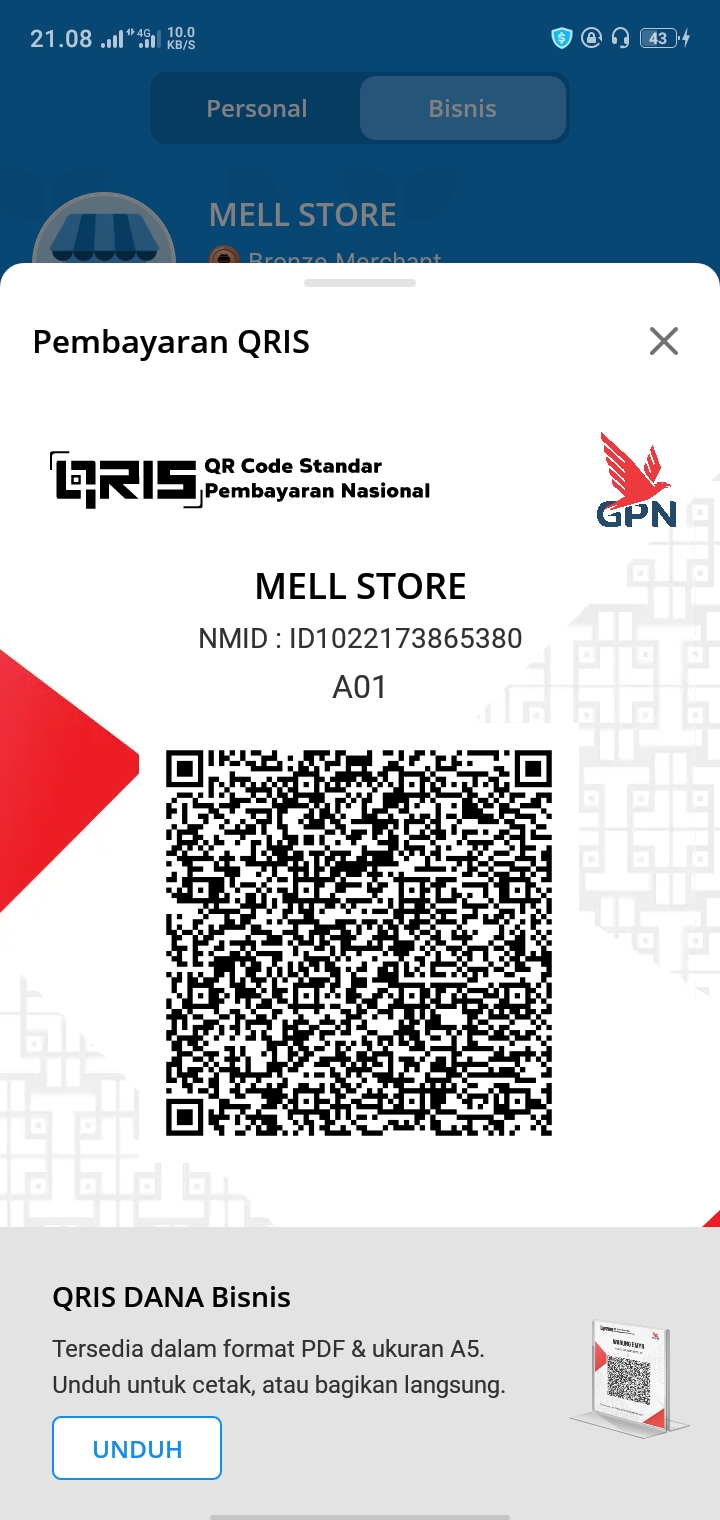 21.08
4G
10.0
KB/S
43
Personal
Bisnis
MELL STORE
Bronze Merchant
Pembayaran QRIS
QRIS
QR Code Standar
Pembayaran Nasional
GPN
MELL STORE
NMID : ID1022173865380
A01
QRIS DANA Bisnis
Tersedia dalam format PDF & ukuran A5.
Unduh untuk cetak, atau bagikan langsung.
UNDUH